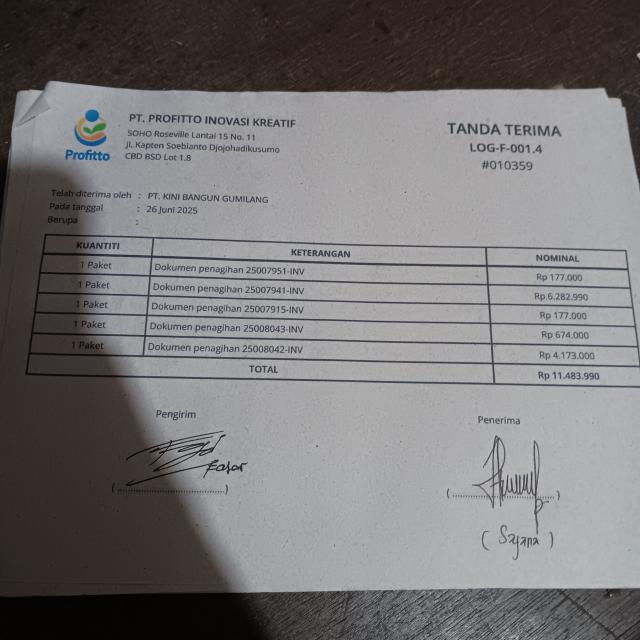 Profitto
PT. PROFITTO INOVASI KREATIF
SOHO Roseville Lantai 15 No. 11
Jl. Kapten Soebianto Djojohadikusumo
CBD BSD Lot 1.8
TANDA TERIMA
LOG-F-001.4
#010359
Telah diterima oleh : PT. KINI BANGUN GUMILANG
Pada tanggal : 26 Juni 2025
Berupa :
KUANTITI KETERANGAN NOMINAL
1 Paket Dokumen penagihan 25007951-INV Rp 177.000
1 Paket Dokumen penagihan 25007941-INV Rp 6.282.990
1 Paket Dokumen penagihan 25007915-INV Rp 177.000
1 Paket Dokumen penagihan 25008043-INV Rp 674.000
1 Paket Dokumen penagihan 25008042-INV Rp 4.173.000
TOTAL Rp 11.483.990
Pengirim
Penerima
(..............................)
(..............................)
( Sajana )